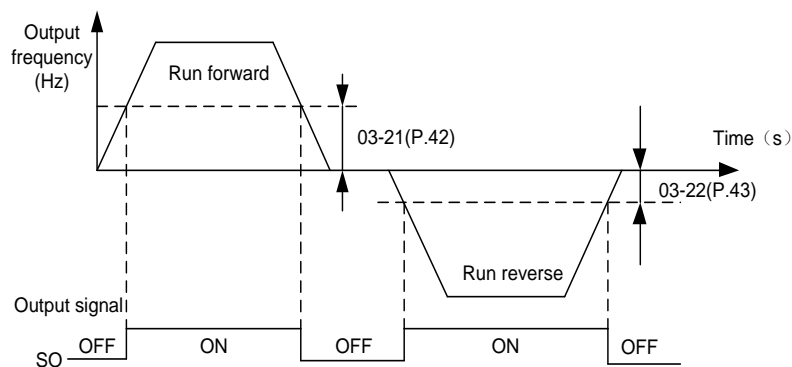 Output
frequency
(Hz)
Run forward
03-21(P.42)
Time（s）
03-22(P.43)
Run reverse
Output signal
SO OFF ON OFF ON OFF